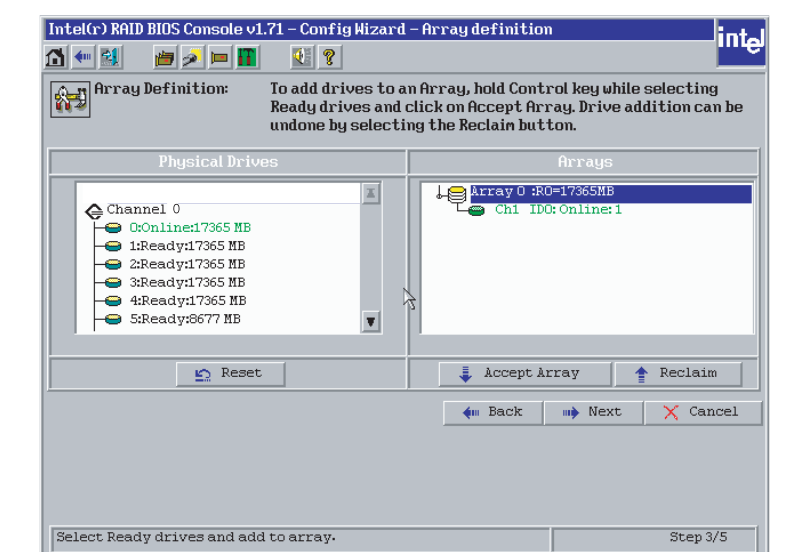 Intel(r) RAID BIOS Console v1.71 – Config Wizard – Array definition
intel
Array Definition:
To add drives to an Array, hold Control key while selecting
Ready drives and click on Accept Array. Drive addition can be
undone by selecting the Reclaim button.
Physical Drives
Channel 0
0:Online:17365 MB
1:Ready:17365 MB
2:Ready:17365 MB
3:Ready:17365 MB
4:Ready:17365 MB
5:Ready:8677 MB
Reset
Arrays
Array 0 :R0=17365MB
Ch1 ID0:Online:1
Accept Array
Reclaim
Back
Next
Cancel
Select Ready drives and add to array.
Step 3/5